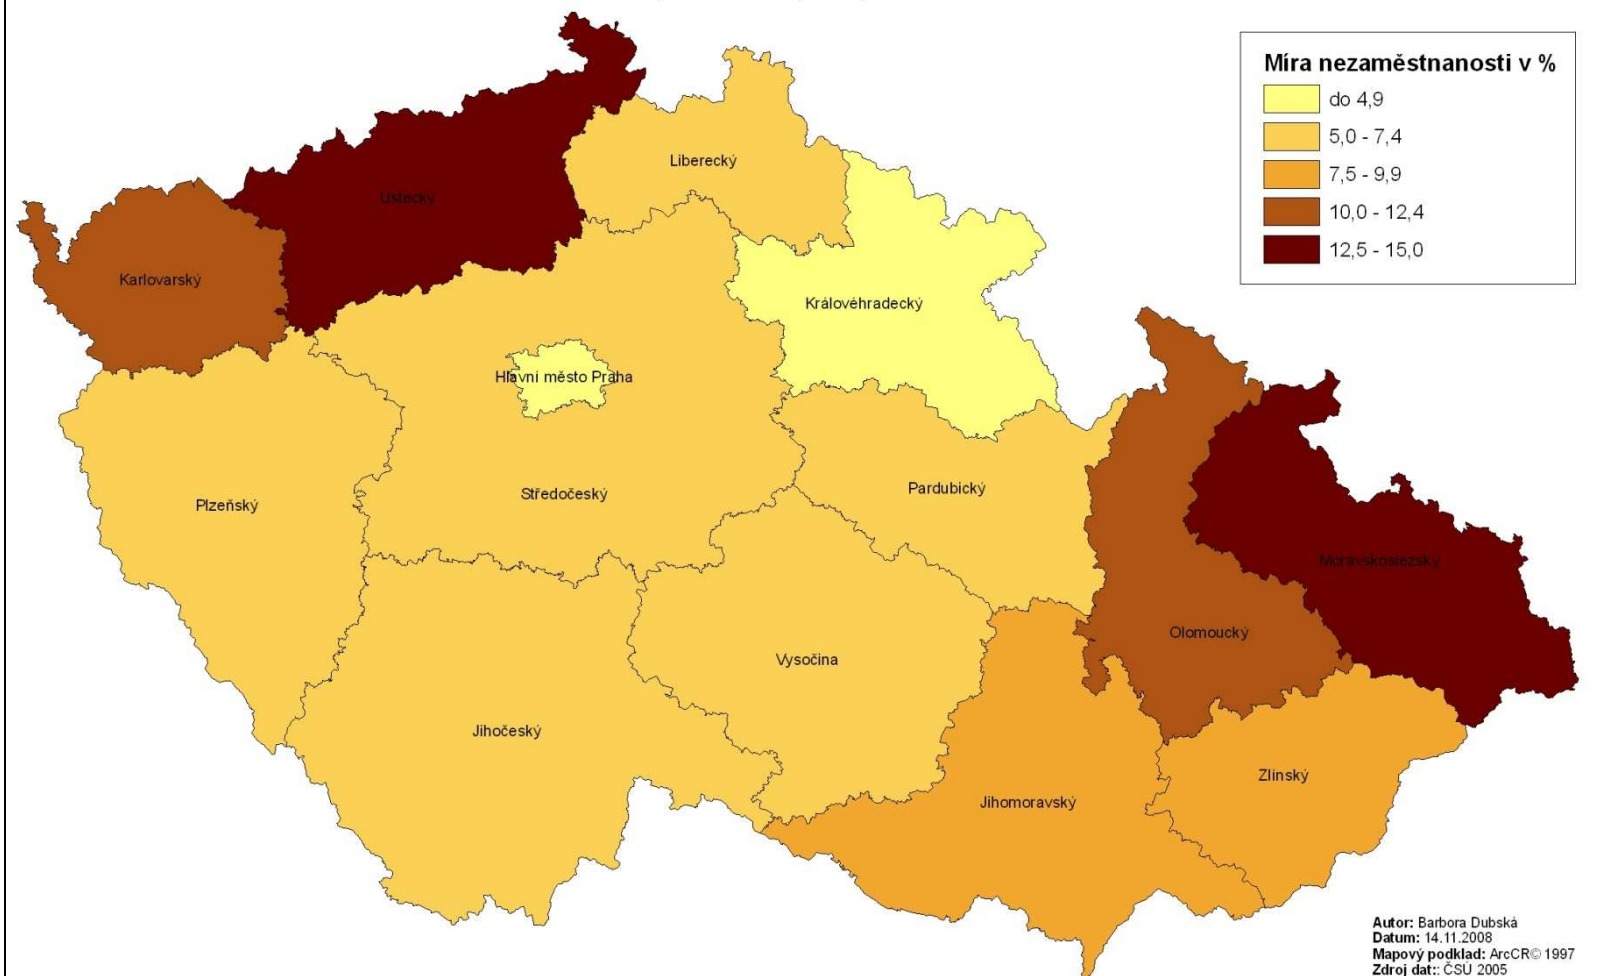 Míra nezaměstnanosti v %
do 4,9
5,0 - 7,4
7,5 - 9,9
10,0 - 12,4
12,5 - 15,0
Liberecký
Ústecký
Karlovarský
Královéhradecký
Hlavní město Praha
Pardubický
Středočeský
Plzeňský
Moravskoslezský
Olomoucký
Vysočina
Jihočeský
Zlínský
Jihomoravský
Autor: Barbora Dubská
Datum: 14.11.2008
Mapový podklad: ArcCR© 1997
Zdroj dat:: ČSÚ 2005